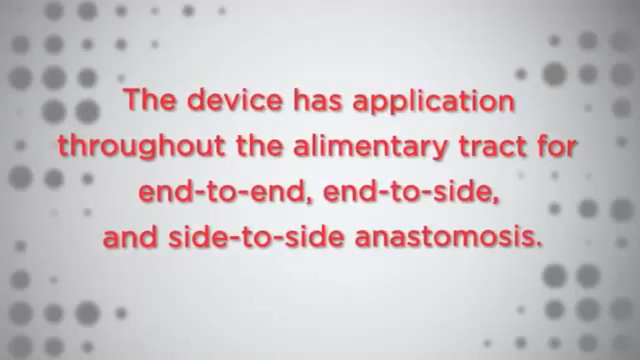 The device has application
throughout the alimentary tract for
end-to-end, end-to-side,
and side-to-side anastomosis.